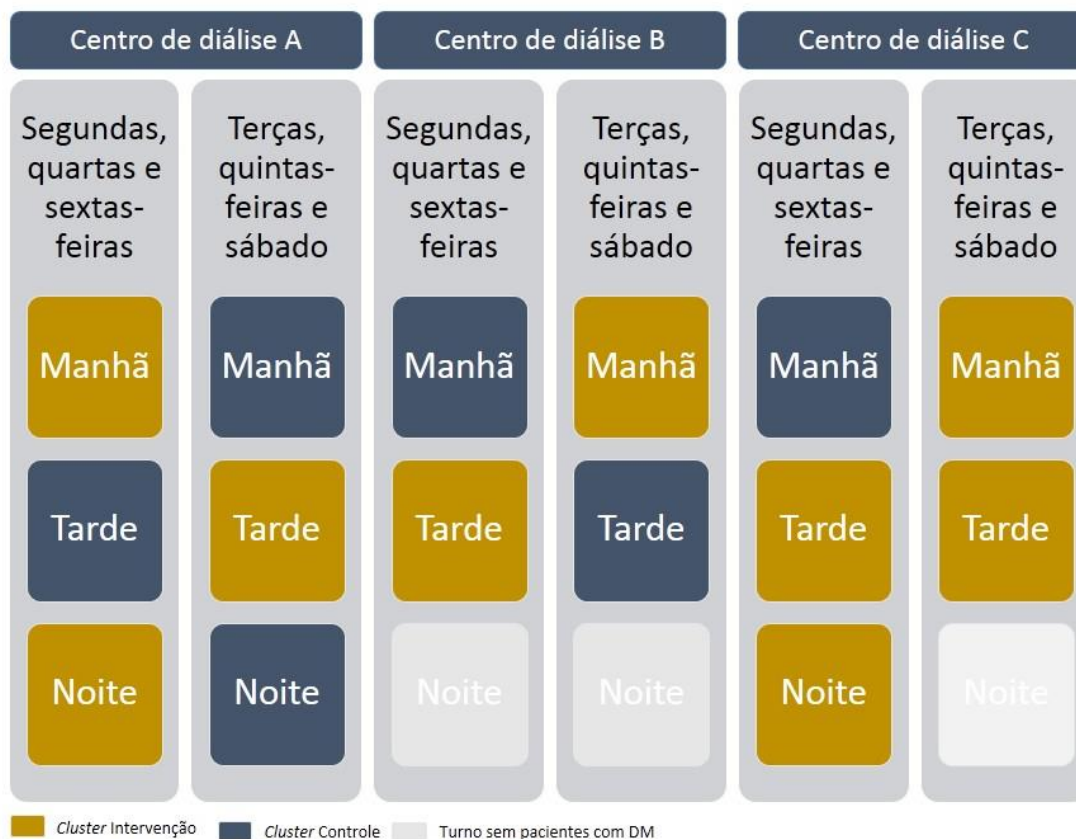 Centro de diálise A
Centro de diálise B
Centro de diálise C
Segundas,
quartas e
sextas-
feiras
Manhã
Tarde
Noite
Terças,
quintas-
feiras e
sábado
Manhã
Tarde
Noite
Segundas,
quartas e
sextas-
feiras
Manhã
Tarde
Noite
Terças,
quintas-
feiras e
sábado
Manhã
Tarde
Noite
Segundas,
quartas e
sextas-
feiras
Manhã
Tarde
Noite
Terças,
quintas-
feiras e
sábado
Manhã
Tarde
Noite
Cluster Intervenção
Cluster Controle
Turno sem pacientes com DM